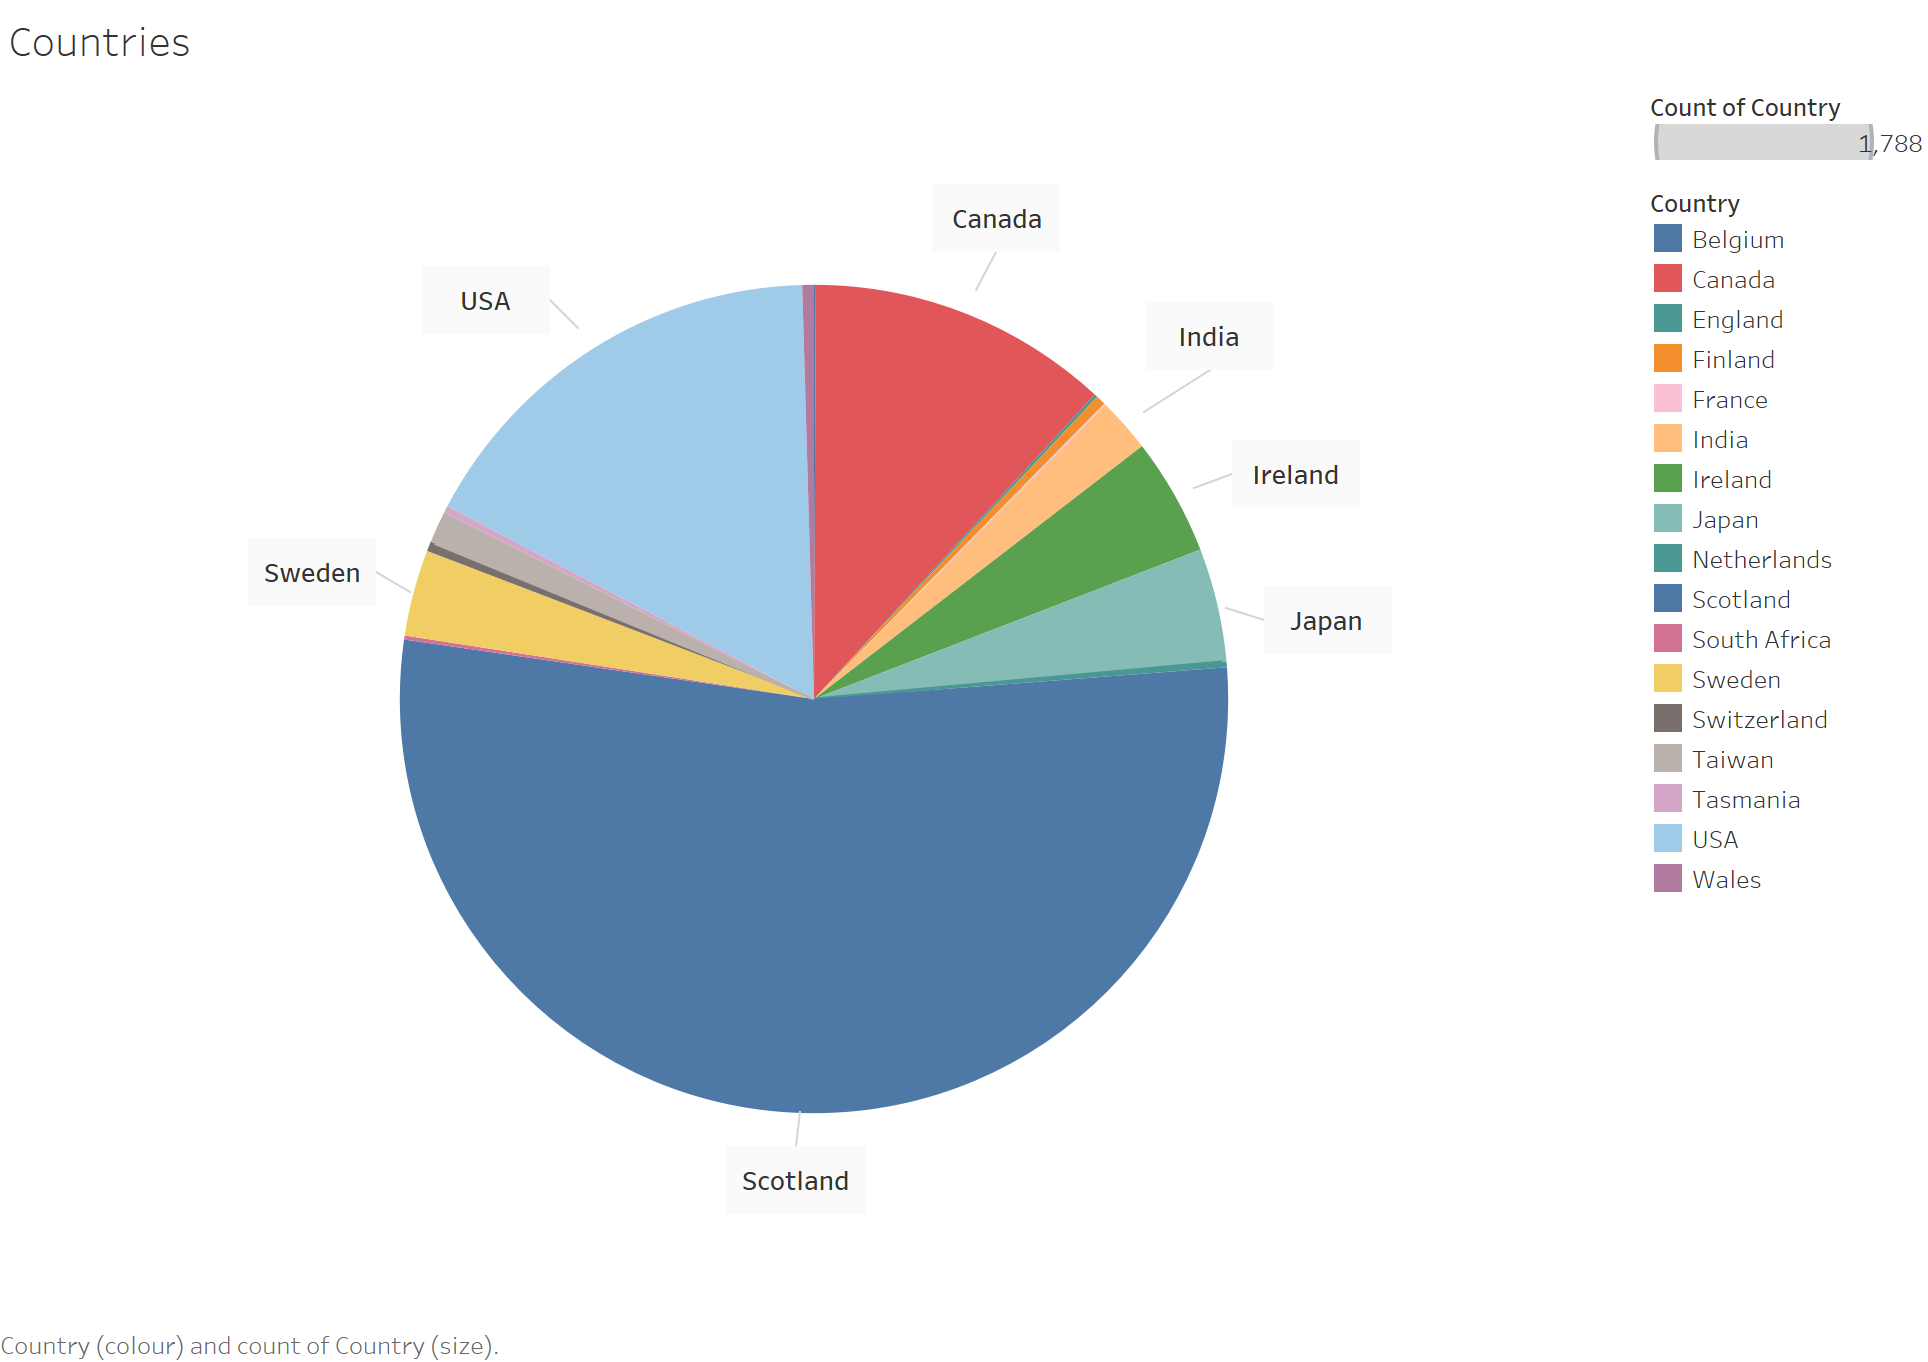 Countries
Count of Country
1,788
Country
Belgium
Canada
England
Finland
France
India
Ireland
Japan
Netherlands
Scotland
South Africa
Sweden
Switzerland
Taiwan
Tasmania
USA
Wales
Canada
USA
India
Ireland
Sweden
Japan
Scotland
Country (colour) and count of Country (size).